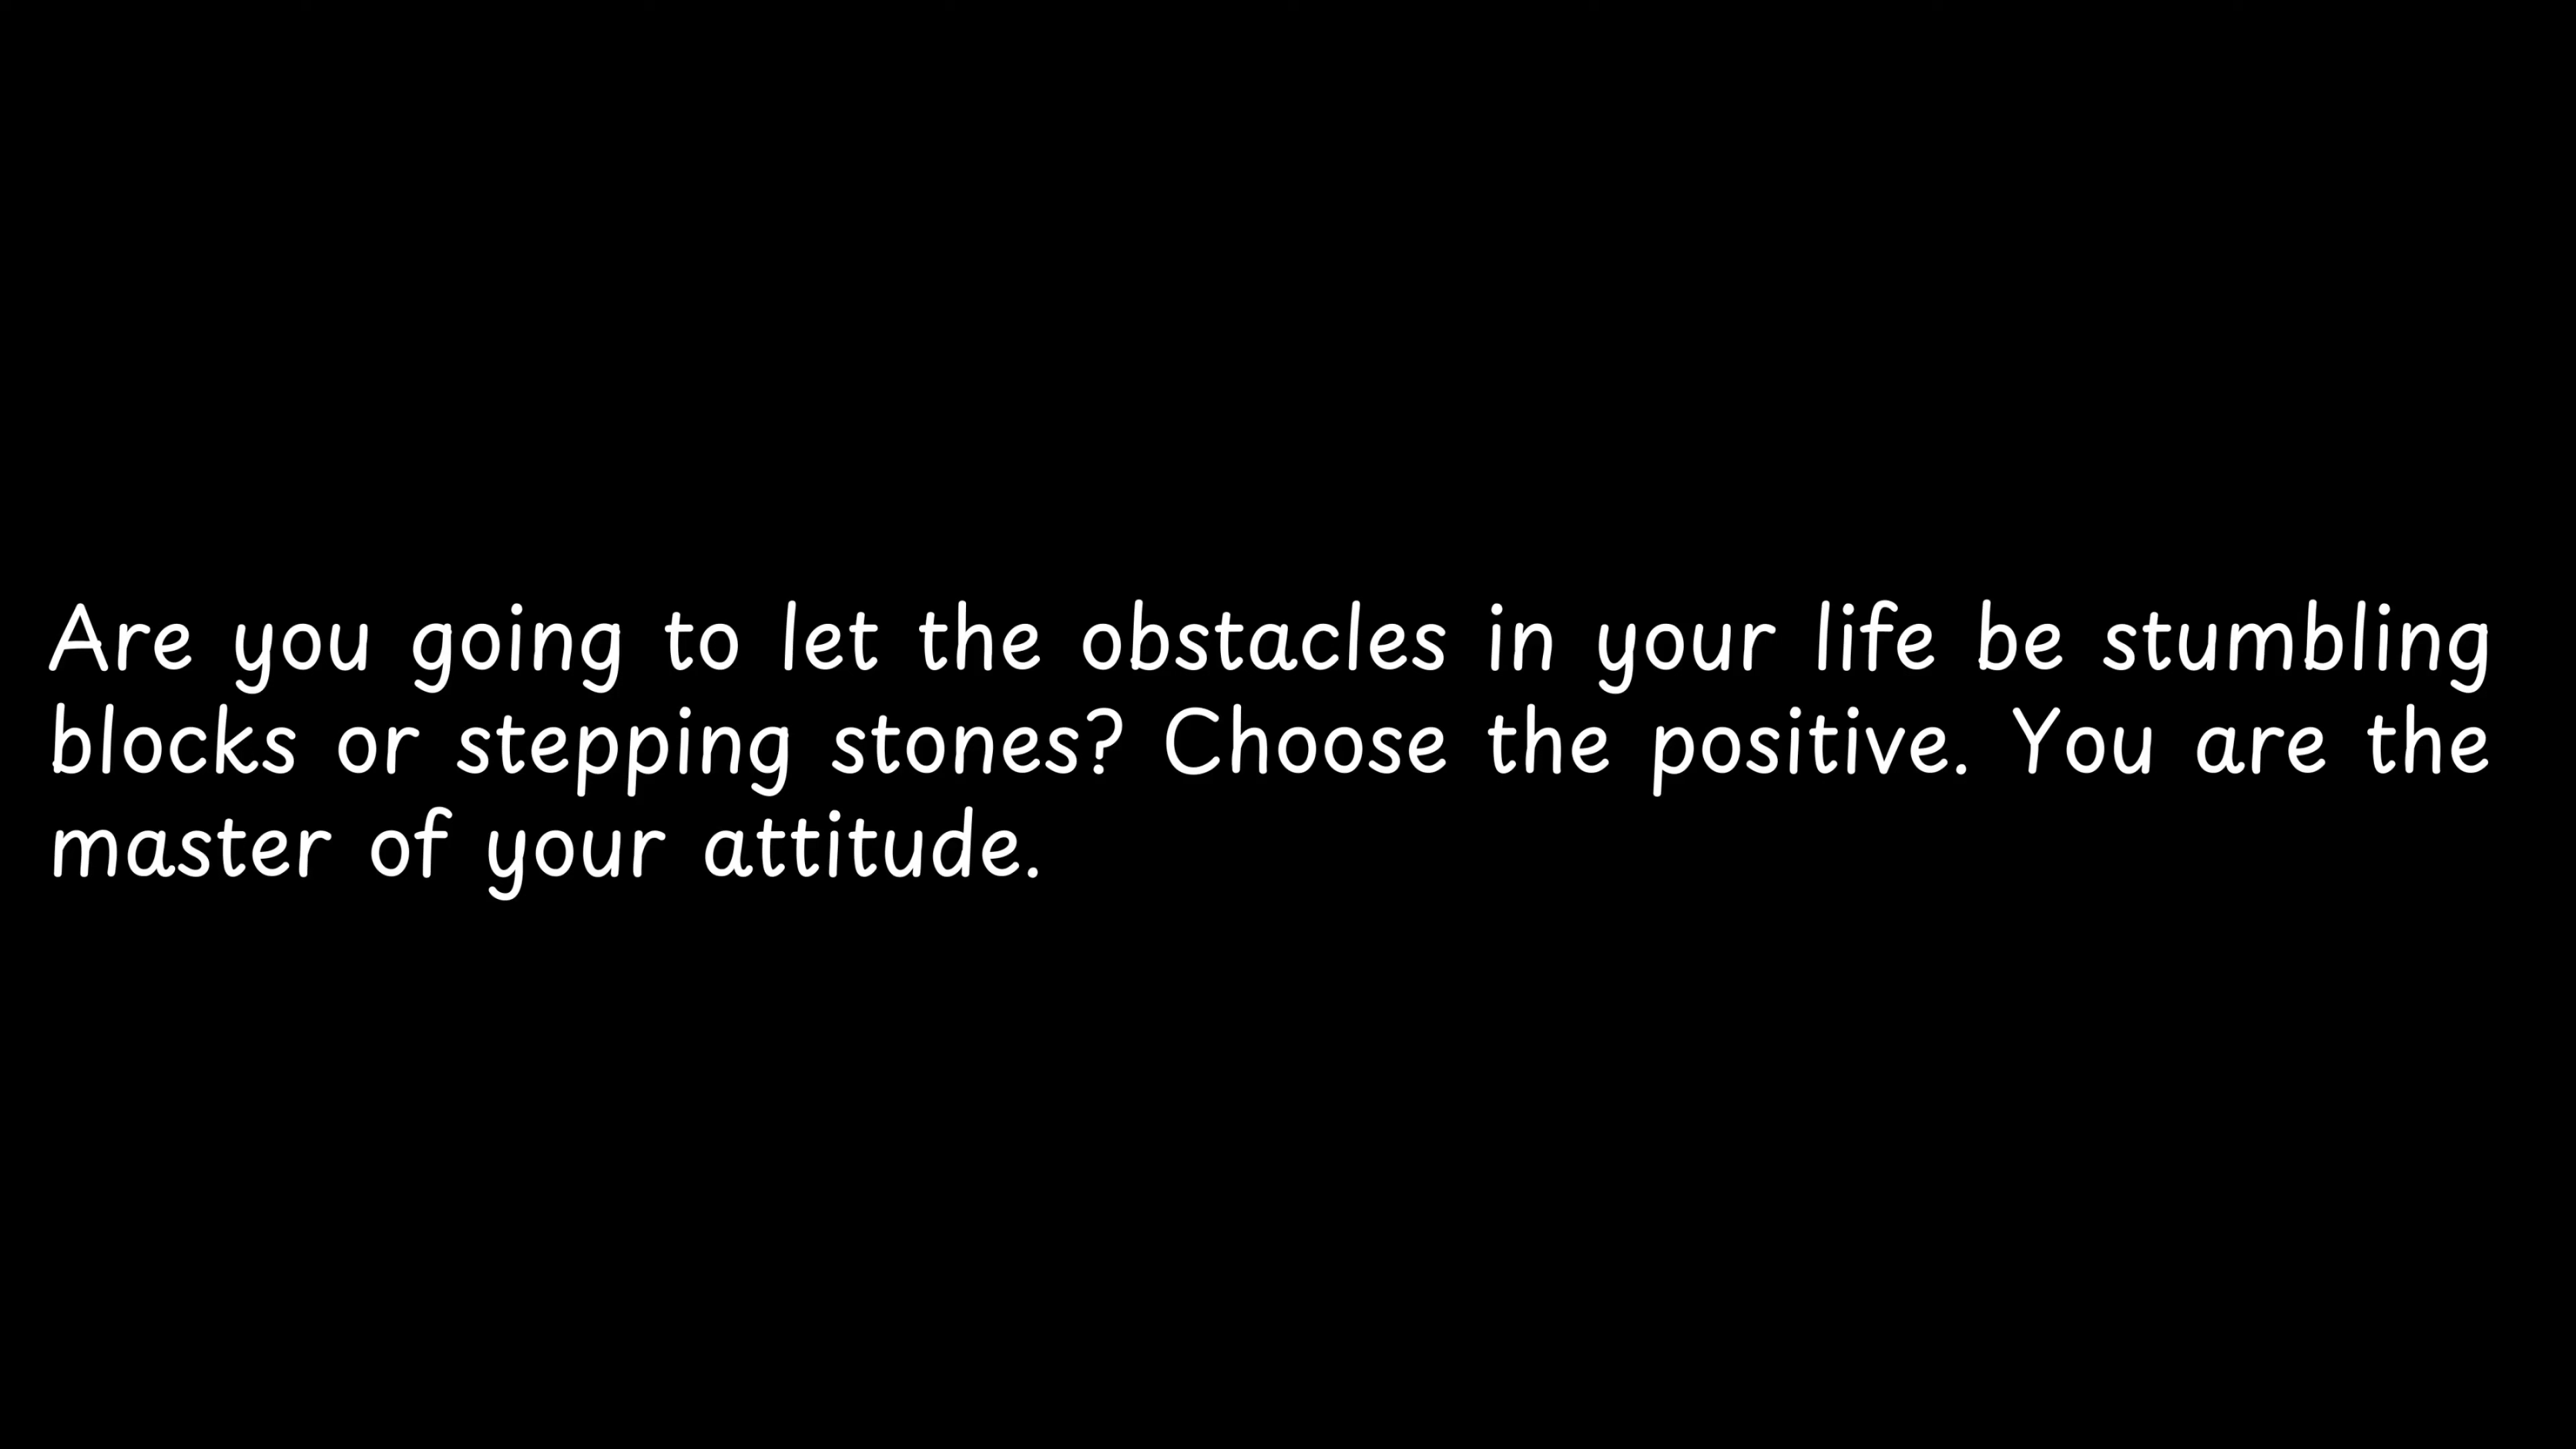 Are you going to let the obstacles in your life be stumbling
blocks or stepping stones? Choose the positive. You are the
master of your attitude.